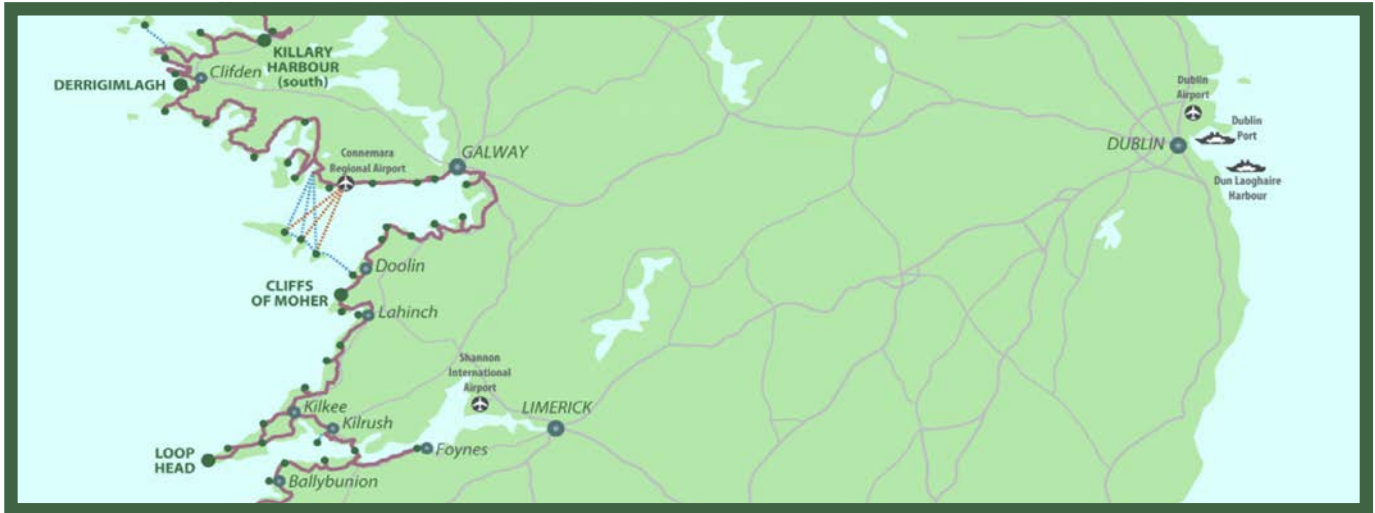 KILLARY
HARBOUR
(south)
Clifden
DERRIGIMLAGH
Connemara
Regional Airport
GALWAY
Dublin
Airport
Dublin
Port
DUBLIN
Dun Laoghaire
Harbour
Doolin
CLIFFS
OF MOHER
Lahinch
Shannon
International
Airport
Kilkee
Kilrush
LIMERICK
Foynes
LOOP
HEAD
Ballybunion